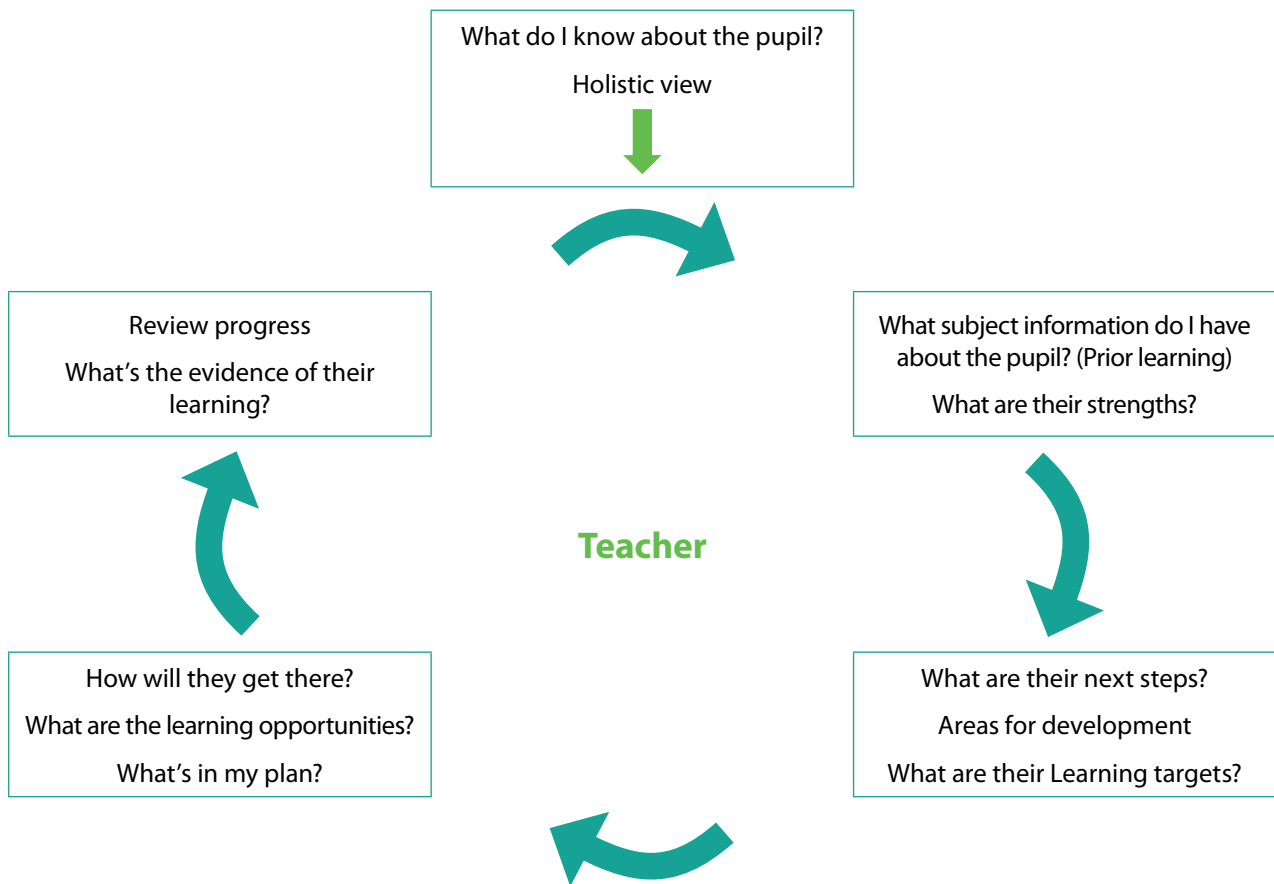 What do I know about the pupil?
Holistic view
What subject information do I have
about the pupil? (Prior learning)
What are their strengths?
What are their next steps?
Areas for development
What are their Learning targets?
How will they get there?
What are the learning opportunities?
What’s in my plan?
Review progress
What’s the evidence of their
learning?
Teacher